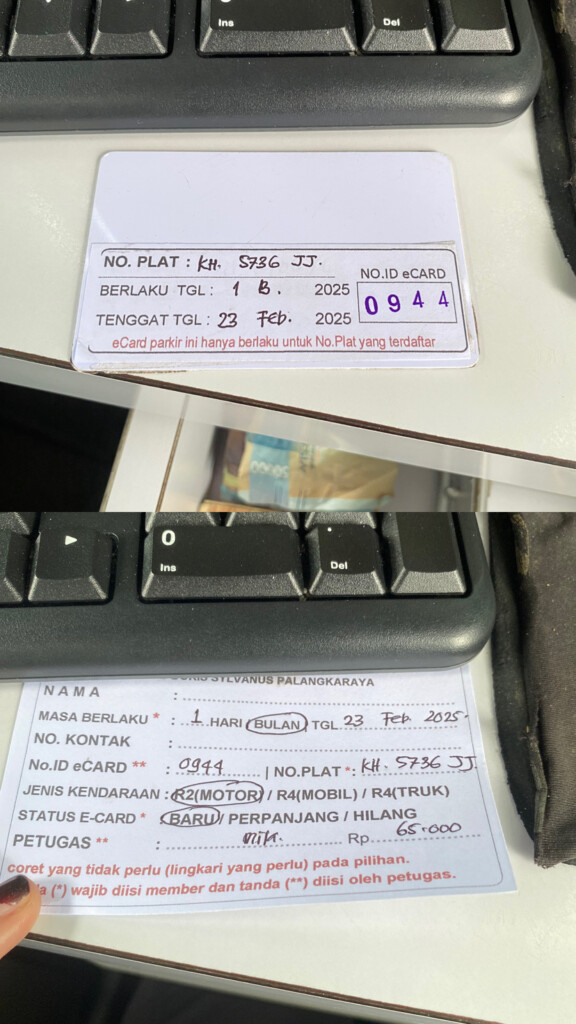 Ins
Del
NO. PLAT : KH. 5736 JJ.
BERLAKU TGL : 1 B. 2025
NO.ID eCARD
0944
TENGGAT TGL : 23 Feb. 2025
eCard parkir ini hanya berlaku untuk No.Plat yang terdaftar
0
Ins
.
Del
SYLVANUS PALANGKARAYA
NAMA :
MASA BERLAKU * : 1 HARI / BULAN / TGL 23 Feb 2025
NO. KONTAK :
No.ID eCARD ** : 0944 | NO.PLAT * : KH. 5736 JJ
JENIS KENDARAAN : R2(MOTOR) / R4(MOBIL) / R4(TRUK)
STATUS E-CARD * : BARU / PERPANJANG / HILANG
PETUGAS ** : Rp. 65.000
coret yang tidak perlu (lingkari yang perlu) pada pilihan.
(*) wajib diisi member dan tanda (**) diisi oleh petugas.